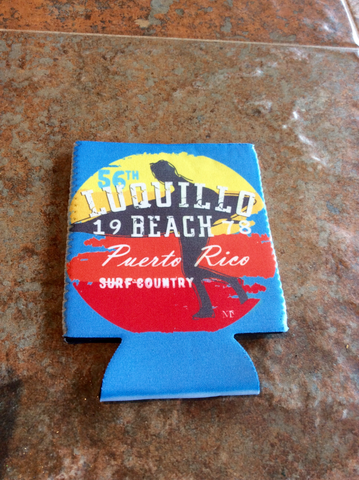 56TH
LUQUILLO
19 BEACH 78
Puerto Rico
SURF COUNTRY